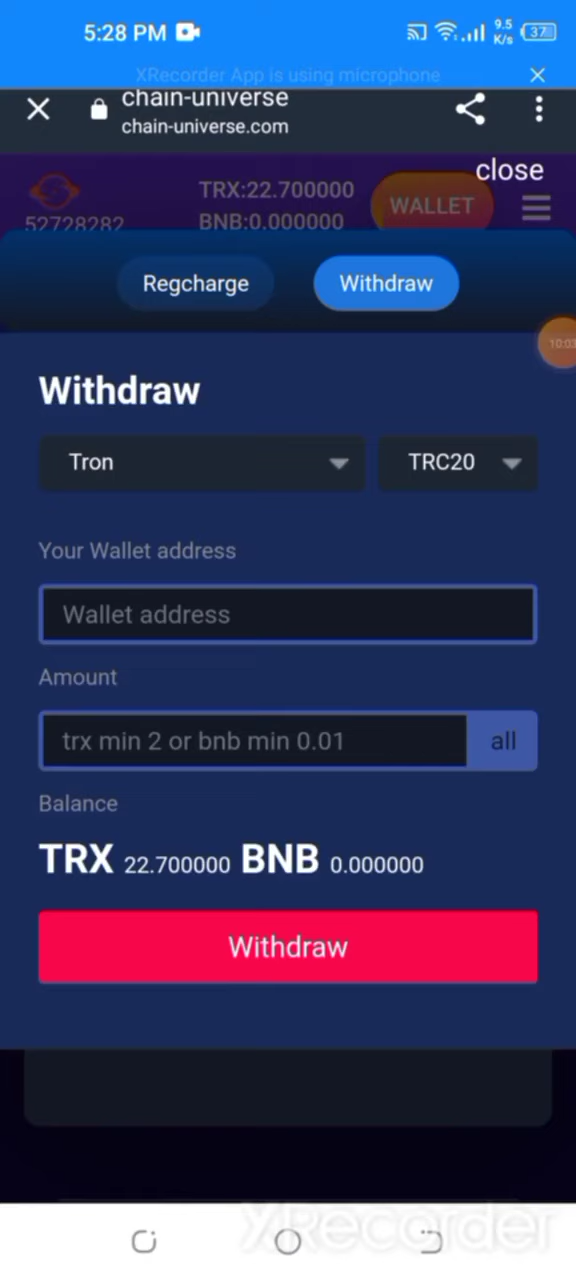 5:28 PM
9.5
K/s
37
XRecorder App is using microphone
chain-universe
chain-universe.com
close
TRX:22.700000
BNB:0.000000
WALLET
52728282
Regcharge
Withdraw
10:03
Withdraw
Tron
TRC20
Your Wallet address
Wallet address
Amount
trx min 2 or bnb min 0.01
all
Balance
TRX 22.700000 BNB 0.000000
Withdraw
XRecorder